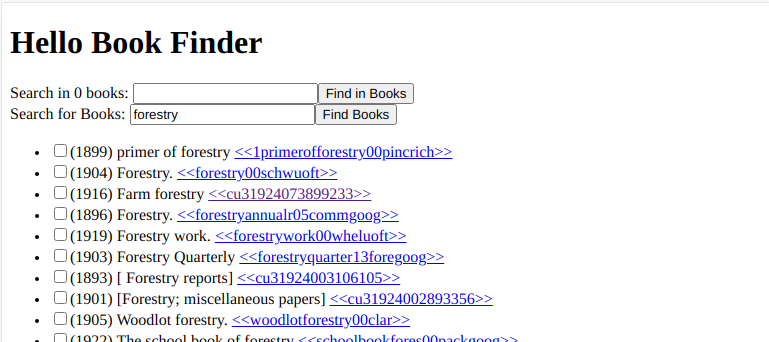 Hello Book Finder
Search in 0 books: Find in Books
Search for Books: forestry Find Books
(1899) primer of forestry <<1primerofforestry00pincrich>>
(1904) Forestry. <<forestry00schwuoft>>
(1916) Farm forestry <<cu31924073899233>>
(1896) Forestry. <<forestryannualr05commgoog>>
(1919) Forestry work. <<forestrywork00wheluoft>>
(1903) Forestry Quarterly <<forestryquarter13foregoog>>
(1893) [ Forestry reports] <<cu31924003106105>>
(1901) [Forestry; miscellaneous papers] <<cu31924002893356>>
(1905) Woodlot forestry. <<woodlotforestry00clar>>
(1922) The school book of forestry <<schoolbookfores00packgoog>>